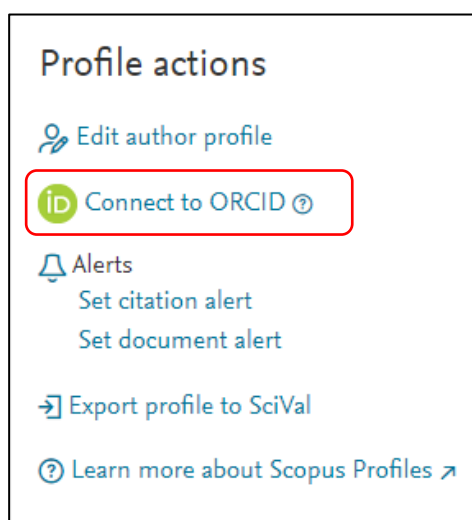 Profile actions
Edit author profile
iD Connect to ORCID ?
Alerts
Set citation alert
Set document alert
Export profile to SciVal
? Learn more about Scopus Profiles ↗